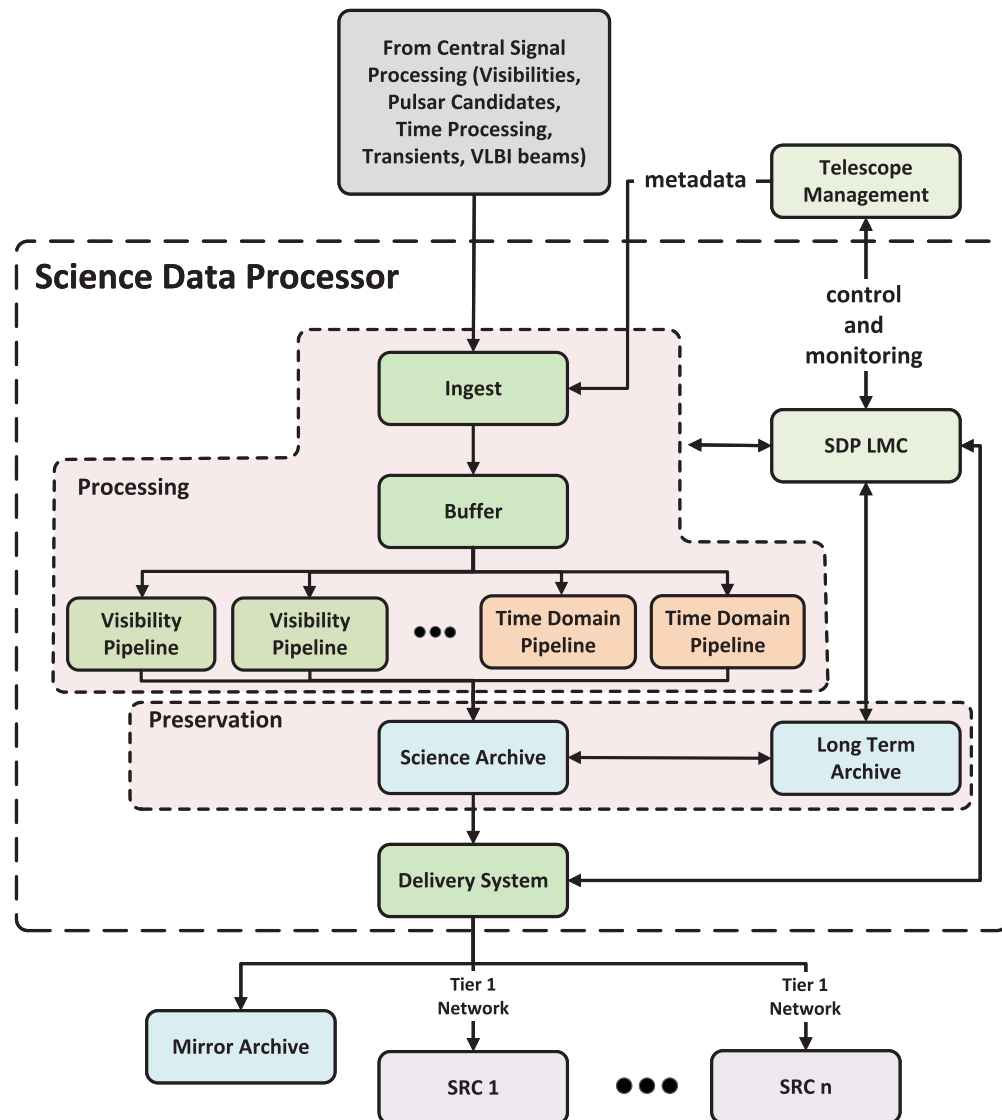 From Central Signal
Processing (Visibilities,
Pulsar Candidates,
Time Processing,
Transients, VLBI beams)
metadata
Telescope
Management
Science Data Processor
control
and
monitoring
Ingest
SDP LMC
Processing
Buffer
Visibility
Pipeline
Visibility
Pipeline
Time Domain
Pipeline
Time Domain
Pipeline
Preservation
Science Archive
Long Term
Archive
Delivery System
Tier 1
Network
Tier 1
Network
Mirror Archive
SRC 1
SRC n